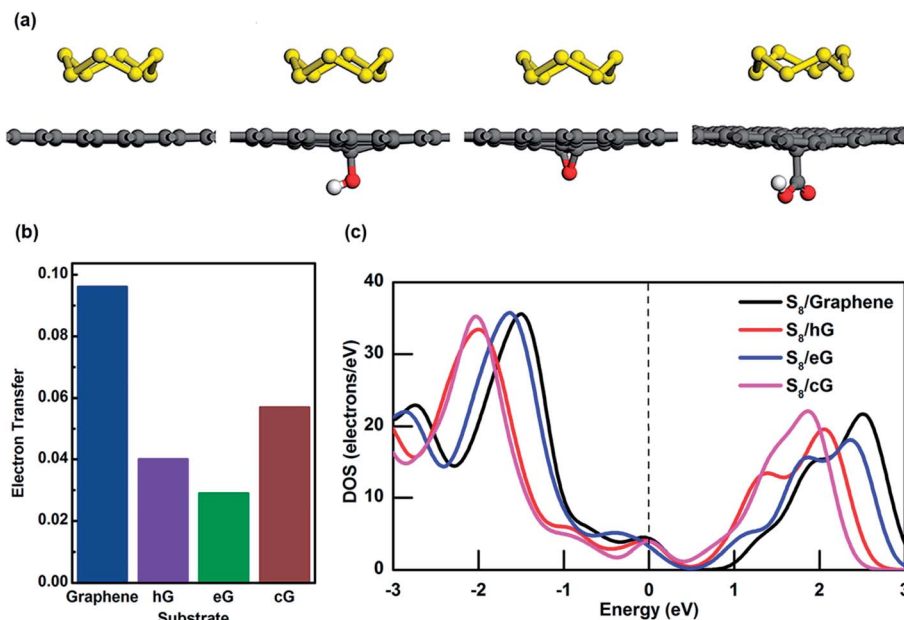 (a)
(b)
0.10
0.08
0.06
0.04
0.02
0.00
Electron Transfer
Graphene hG eG cG
Substrate
(c)
40
30
20
10
0
DOS (electrons/eV)
S₈/Graphene
S₈/hG
S₈/eG
S₈/cG
-3 -2 -1 0 1 2 3
Energy (eV)